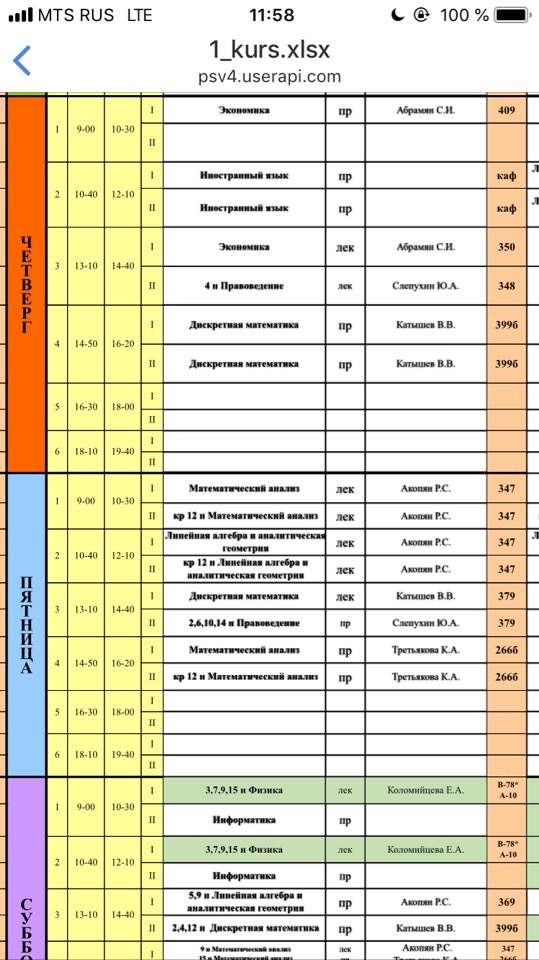 MTS RUS LTE 11:58 100 %
1_kurs.xlsx
psv4.userapi.com
ЧЕТВЕРГ
1 9-00 10-30 I Экономика пр Абрамян С.И. 409
II
2 10-40 12-10 I Иностранный язык пр каф
II Иностранный язык пр каф
3 13-10 14-40 I Экономика лек Абрамян С.И. 350
II 4 н Правоведение лек Слепухин Ю.А. 348
4 14-50 16-20 I Дискретная математика пр Катышев В.В. 399б
II Дискретная математика пр Катышев В.В. 399б
5 16-30 18-00 I
II
6 18-10 19-40 I
II
ПЯТНИЦА
1 9-00 10-30 I Математический анализ лек Акопян Р.С. 347
II кр 12 н Математический анализ лек Акопян Р.С. 347
2 10-40 12-10 I Линейная алгебра и аналитическая
геометрия лек Акопян Р.С. 347
II кр 12 н Линейная алгебра и
аналитическая геометрия лек Акопян Р.С. 347
3 13-10 14-40 I Дискретная математика лек Катышев В.В. 379
II 2,6,10,14 н Правоведение пр Слепухин Ю.А. 379
4 14-50 16-20 I Математический анализ пр Третьякова К.А. 266б
II кр 12 н Математический анализ пр Третьякова К.А. 266б
5 16-30 18-00 I
II
6 18-10 19-40 I
II
СУББО
1 9-00 10-30 I 3,7,9,15 н Физика лек Коломийцева Е.А. В-78*
А-10
II Информатика пр
2 10-40 12-10 I 3,7,9,15 н Физика лек Коломийцева Е.А. В-78*
А-10
II Информатика пр
3 13-10 14-40 I 5,9 н Линейная алгебра и
аналитическая геометрия пр Акопян Р.С. 369
II 2,4,12 н Дискретная математика пр Катышев В.В. 399б
I 9 н Математический анализ лек Акопян Р.С. 347
15 н Математический анализ пр Третьякова К.А. 266б